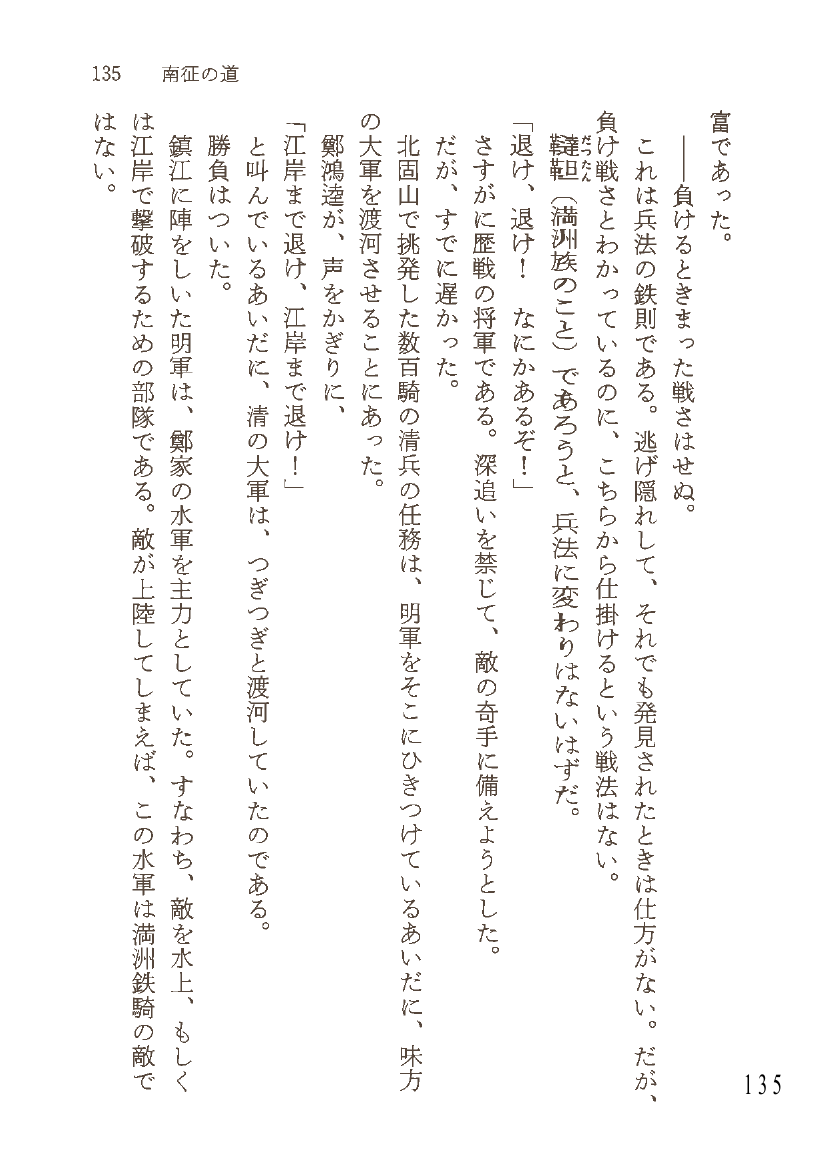 135　南征の道
富であった。
――負けるときまった戦さはせぬ。
これは兵法の鉄則である。逃げ隠れして、それでも発見されたときは仕方がない。だが、
負け戦さとわかっているのに、こちらから仕掛けるという戦法はない。
韃靼（満洲族のこと）であろうと、兵法に変わりはないはずだ。
だったん
「退け、退け！　なにかあるぞ！」
さすがに歴戦の将軍である。深追いを禁じて、敵の奇手に備えようとした。
だが、すでに遅かった。
北固山で挑発した数百騎の清兵の任務は、明軍をそこにひきつけているあいだに、味方
の大軍を渡河させることにあった。
鄭鴻逵が、声をかぎりに、
「江岸まで退け、江岸まで退け！」
と叫んでいるあいだに、清の大軍は、つぎつぎと渡河していたのである。
勝負はついた。
鎮江に陣をしいた明軍は、鄭家の水軍を主力としていた。すなわち、敵を水上、もしく
は江岸で撃破するための部隊である。敵が上陸してしまえば、この水軍は満洲鉄騎の敵で
はない。
135